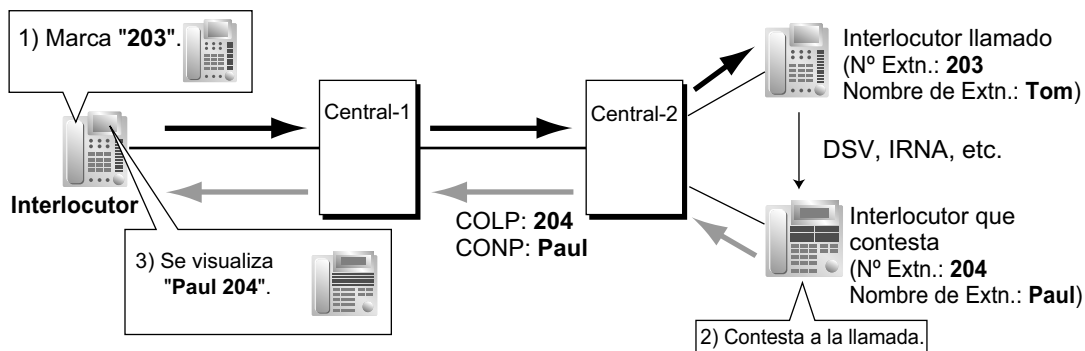 1) Marca "203".
Interlocutor
3) Se visualiza
"Paul 204".
Central-1
COLP: 204
CONP: Paul
Central-2
Interlocutor llamado
(Nº Extn.: 203
Nombre de Extn.: Tom)
DSV, IRNA, etc.
Interlocutor que
contesta
(Nº Extn.: 204
Nombre de Extn.: Paul)
2) Contesta a la llamada.